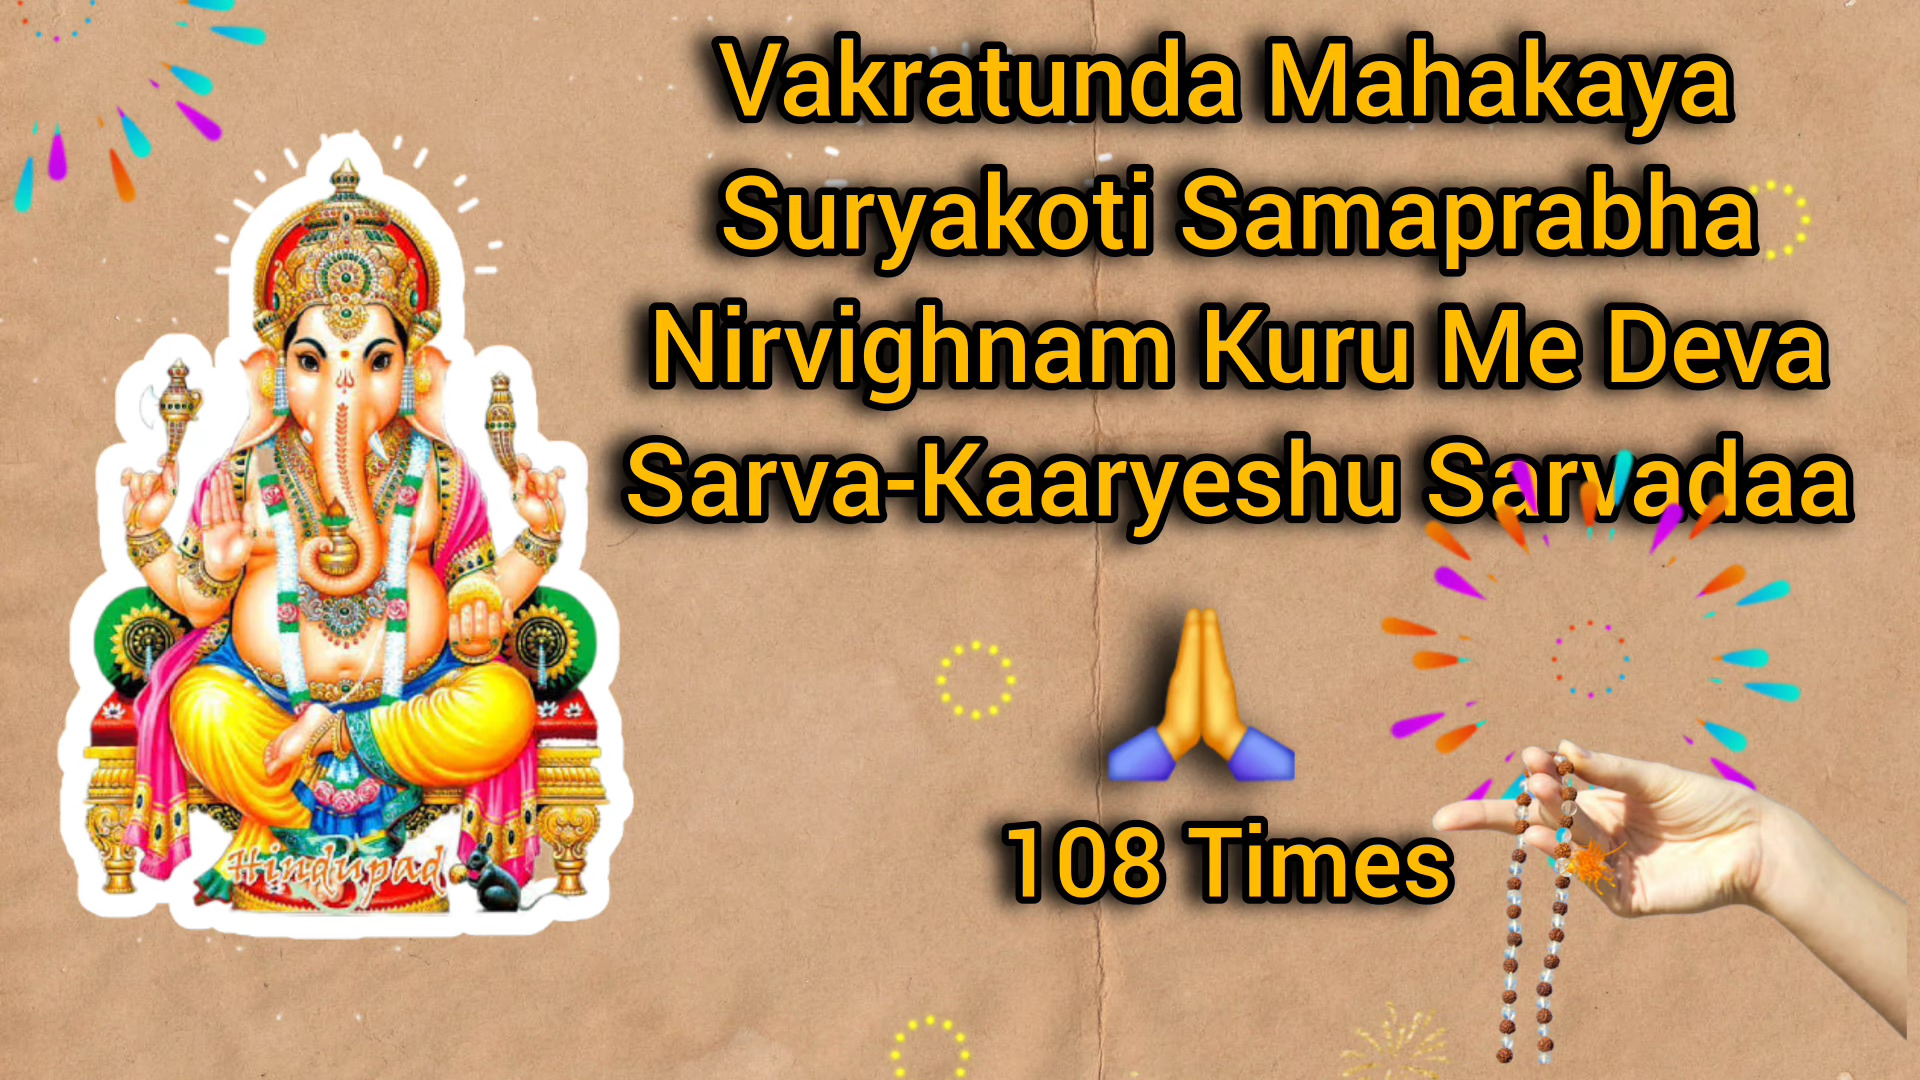 Vakratunda Mahakaya
Suryakoti Samaprabha
Nirvighnam Kuru Me Deva
Sarva-Kaaryeshu Sarvadaa
108 Times
Hindupad